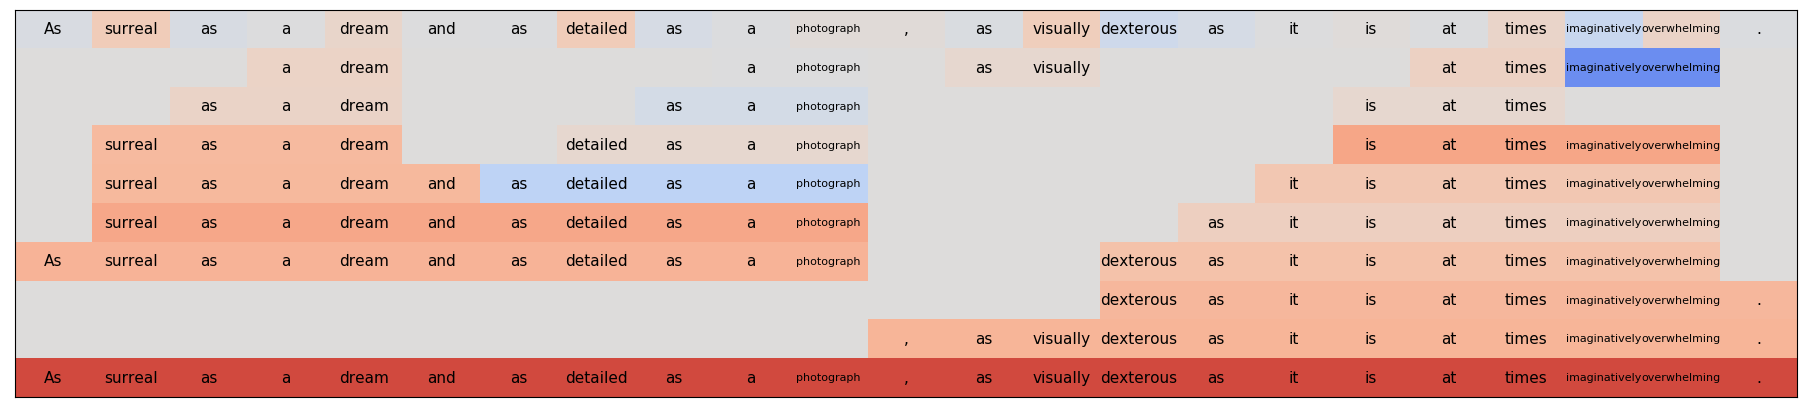 As surreal as a dream and as detailed as a photograph , as visually dexterous as it is at times imaginatively overwhelming .
a dream a photograph as visually at times imaginatively overwhelming
as a dream as a photograph is at times
surreal as a dream detailed as a photograph is at times imaginatively overwhelming
surreal as a dream and as detailed as a photograph it is at times imaginatively overwhelming
surreal as a dream and as detailed as a photograph as it is at times imaginatively overwhelming
As surreal as a dream and as detailed as a photograph dexterous as it is at times imaginatively overwhelming
dexterous as it is at times imaginatively overwhelming .
, as visually dexterous as it is at times imaginatively overwhelming .
As surreal as a dream and as detailed as a photograph , as visually dexterous as it is at times imaginatively overwhelming .